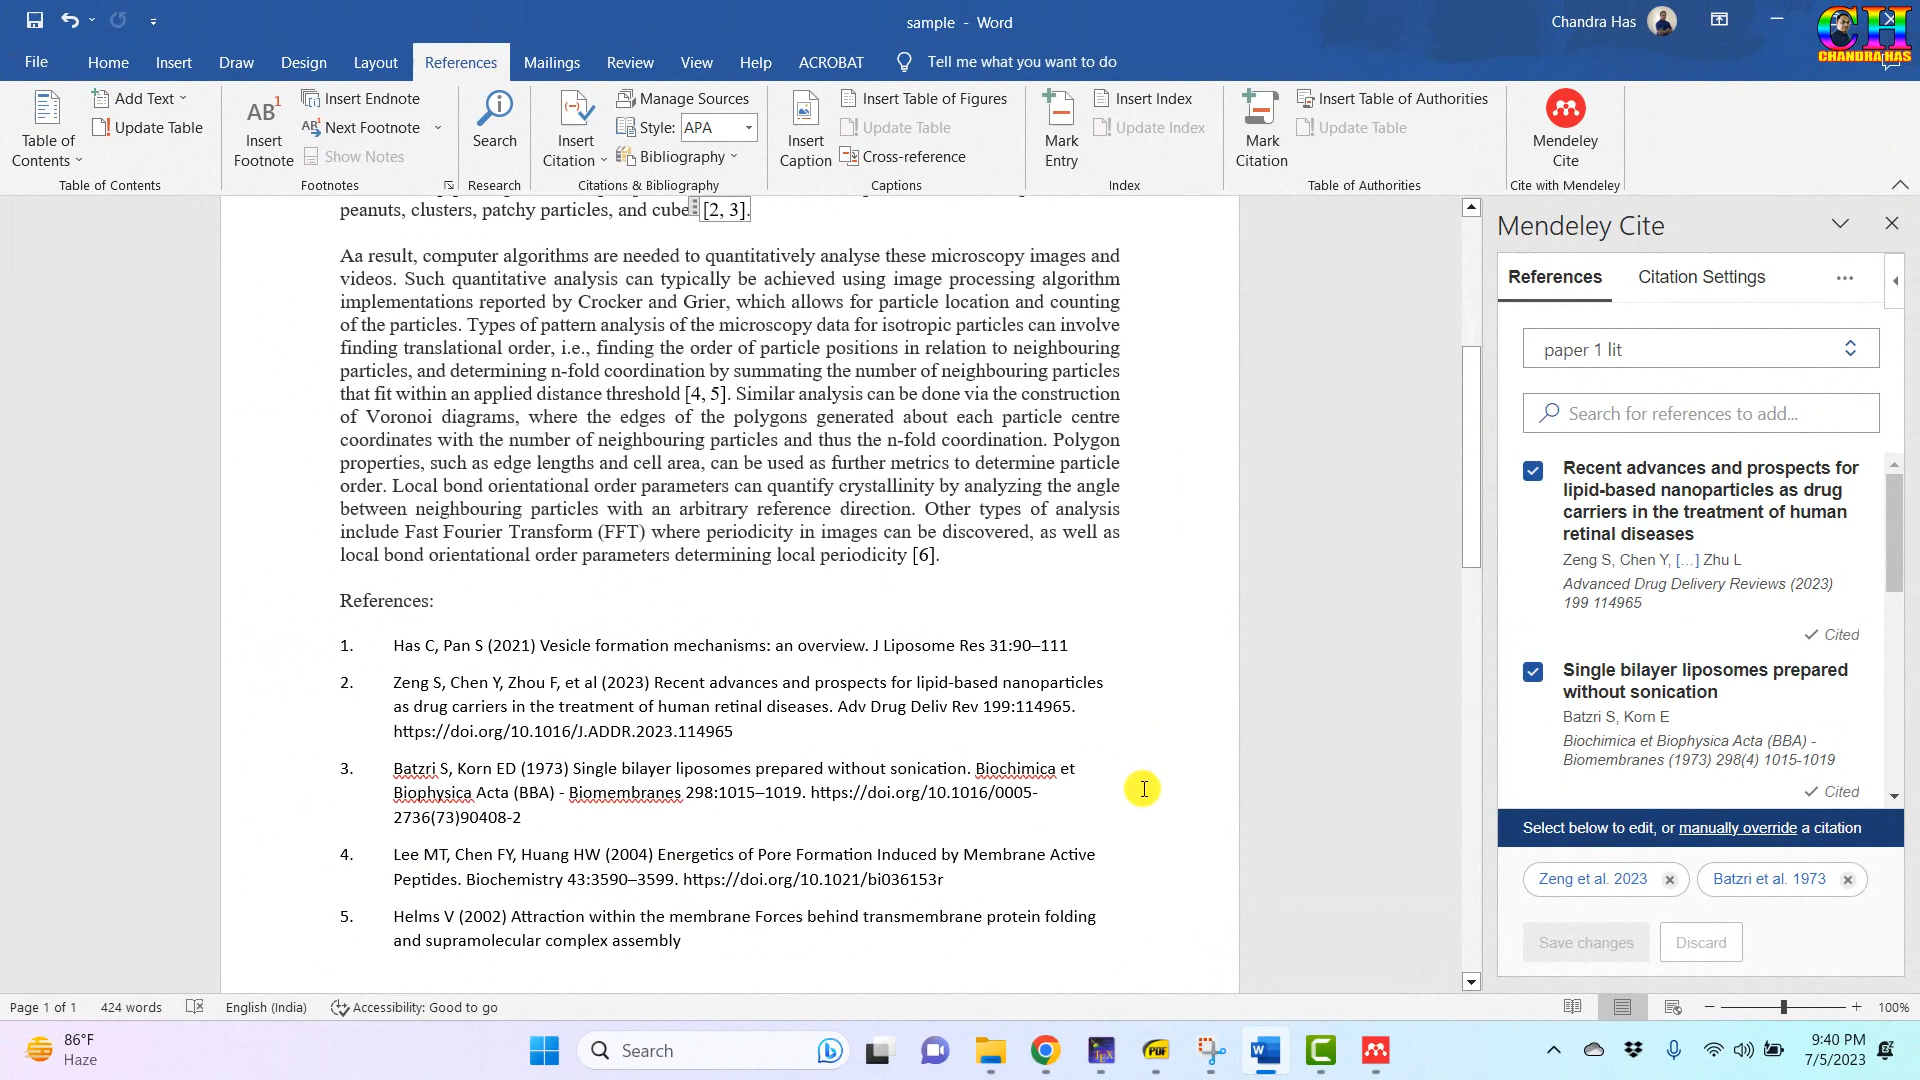 sample - Word
Chandra Has
CH
CHANDRA HAS
File Home Insert Draw Design Layout References Mailings Review View Help ACROBAT Tell me what you want to do
Table of Contents
Add Text
Update Table
Table of Contents
AB1
Insert Footnote
Insert Endnote
Next Footnote
Show Notes
Footnotes
Search
Research
Insert Citation
Manage Sources
Style: APA
Bibliography
Citations & Bibliography
Insert Caption
Insert Table of Figures
Update Table
Cross-reference
Captions
Mark Entry
Insert Index
Update Index
Index
Mark Citation
Insert Table of Authorities
Update Table
Table of Authorities
Mendeley Cite
Cite with Mendeley
peanuts, clusters, patchy particles, and cube [2, 3].
Aa result, computer algorithms are needed to quantitatively analyse these microscopy images and
videos. Such quantitative analysis can typically be achieved using image processing algorithm
implementations reported by Crocker and Grier, which allows for particle location and counting
of the particles. Types of pattern analysis of the microscopy data for isotropic particles can involve
finding translational order, i.e., finding the order of particle positions in relation to neighbouring
particles, and determining n-fold coordination by summating the number of neighbouring particles
that fit within an applied distance threshold [4, 5]. Similar analysis can be done via the construction
of Voronoi diagrams, where the edges of the polygons generated about each particle centre
coordinates with the number of neighbouring particles and thus the n-fold coordination. Polygon
properties, such as edge lengths and cell area, can be used as further metrics to determine particle
order. Local bond orientational order parameters can quantify crystallinity by analyzing the angle
between neighbouring particles with an arbitrary reference direction. Other types of analysis
include Fast Fourier Transform (FFT) where periodicity in images can be discovered, as well as
local bond orientational order parameters determining local periodicity [6].
References:
1. Has C, Pan S (2021) Vesicle formation mechanisms: an overview. J Liposome Res 31:90–111
2. Zeng S, Chen Y, Zhou F, et al (2023) Recent advances and prospects for lipid-based nanoparticles
as drug carriers in the treatment of human retinal diseases. Adv Drug Deliv Rev 199:114965.
https://doi.org/10.1016/J.ADDR.2023.114965
3. Batzri S, Korn ED (1973) Single bilayer liposomes prepared without sonication. Biochimica et
Biophysica Acta (BBA) - Biomembranes 298:1015–1019. https://doi.org/10.1016/0005-
2736(73)90408-2
4. Lee MT, Chen FY, Huang HW (2004) Energetics of Pore Formation Induced by Membrane Active
Peptides. Biochemistry 43:3590–3599. https://doi.org/10.1021/bi036153r
5. Helms V (2002) Attraction within the membrane Forces behind transmembrane protein folding
and supramolecular complex assembly
Mendeley Cite
References Citation Settings ...
paper 1 lit
Search for references to add...
Recent advances and prospects for
lipid-based nanoparticles as drug
carriers in the treatment of human
retinal diseases
Zeng S, Chen Y, [...] Zhu L
Advanced Drug Delivery Reviews (2023)
199 114965
Cited
Single bilayer liposomes prepared
without sonication
Batzri S, Korn E
Biochimica et Biophysica Acta (BBA) -
Biomembranes (1973) 298(4) 1015-1019
Cited
Select below to edit, or manually override a citation
Zeng et al. 2023 Batzri et al. 1973
Save changes Discard
Page 1 of 1 424 words English (India) Accessibility: Good to go 100%
86°F
Haze
Search
TEX
PDF
W
C
9:40 PM
7/5/2023